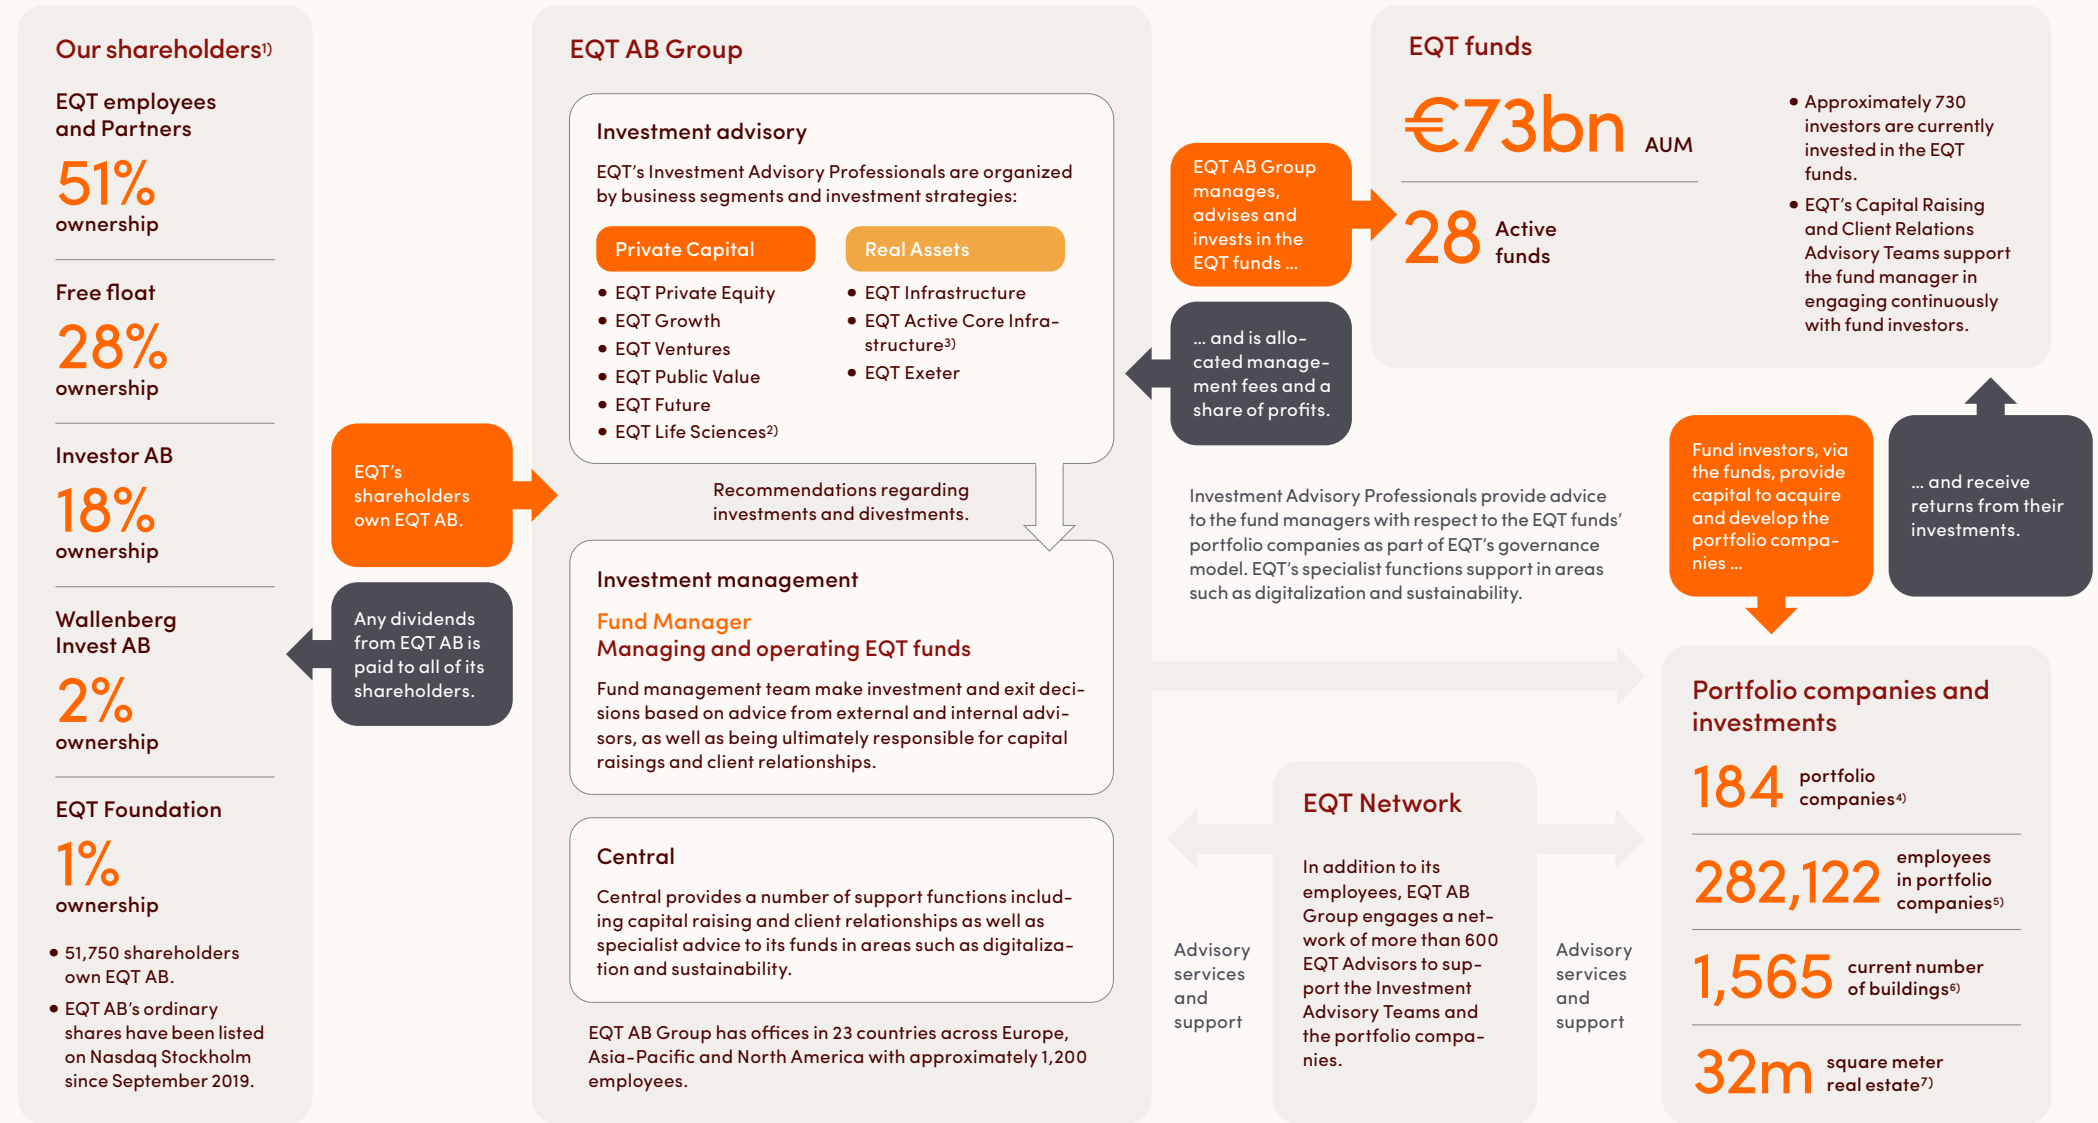 Our shareholders1)
EQT employees
and Partners
51%
ownership
Free float
28%
ownership
Investor AB
18%
ownership
Wallenberg
Invest AB
2%
ownership
EQT Foundation
1%
ownership
• 51,750 shareholders
own EQT AB.
• EQT AB's ordinary
shares have been listed
on Nasdaq Stockholm
since September 2019.
EQT's
shareholders
own EQT AB.
Any dividends
from EQT AB is
paid to all of its
shareholders.
EQT AB Group
Investment advisory
EQT's Investment Advisory Professionals are organized
by business segments and investment strategies:
Private Capital
• EQT Private Equity
• EQT Growth
• EQT Ventures
• EQT Public Value
• EQT Future
• EQT Life Sciences2)
Real Assets
• EQT Infrastructure
• EQT Active Core Infra-
structure3)
• EQT Exeter
Recommendations regarding
investments and divestments.
Investment management
Fund Manager
Managing and operating EQT funds
Fund management team make investment and exit deci-
sions based on advice from external and internal advi-
sors, as well as being ultimately responsible for capital
raisings and client relationships.
Central
Central provides a number of support functions includ-
ing capital raising and client relationships as well as
specialist advice to its funds in areas such as digitaliza-
tion and sustainability.
EQT AB Group has offices in 23 countries across Europe,
Asia-Pacific and North America with approximately 1,200
employees.
EQT AB Group
manages,
advises and
invests in the
EQT funds ...
... and is allo-
cated manage-
ment fees and a
share of profits.
EQT funds
€73bn AUM
28 Active
funds
• Approximately 730
investors are currently
invested in the EQT
funds.
• EQT's Capital Raising
and Client Relations
Advisory Teams support
the fund manager in
engaging continuously
with fund investors.
Investment Advisory Professionals provide advice
to the fund managers with respect to the EQT funds'
portfolio companies as part of EQT's governance
model. EQT's specialist functions support in areas
such as digitalization and sustainability.
Fund investors, via
the funds, provide
capital to acquire
and develop the
portfolio compa-
nies ...
... and receive
returns from their
investments.
Advisory
services
and
support
EQT Network
In addition to its
employees, EQT AB
Group engages a net-
work of more than 600
EQT Advisors to sup-
port the Investment
Advisory Teams and
the portfolio compa-
nies.
Advisory
services
and
support
Portfolio companies and
investments
184 portfolio
companies4)
282,122 employees
in portfolio
companies5)
1,565 current number
of buildings6)
32m square meter
real estate7)